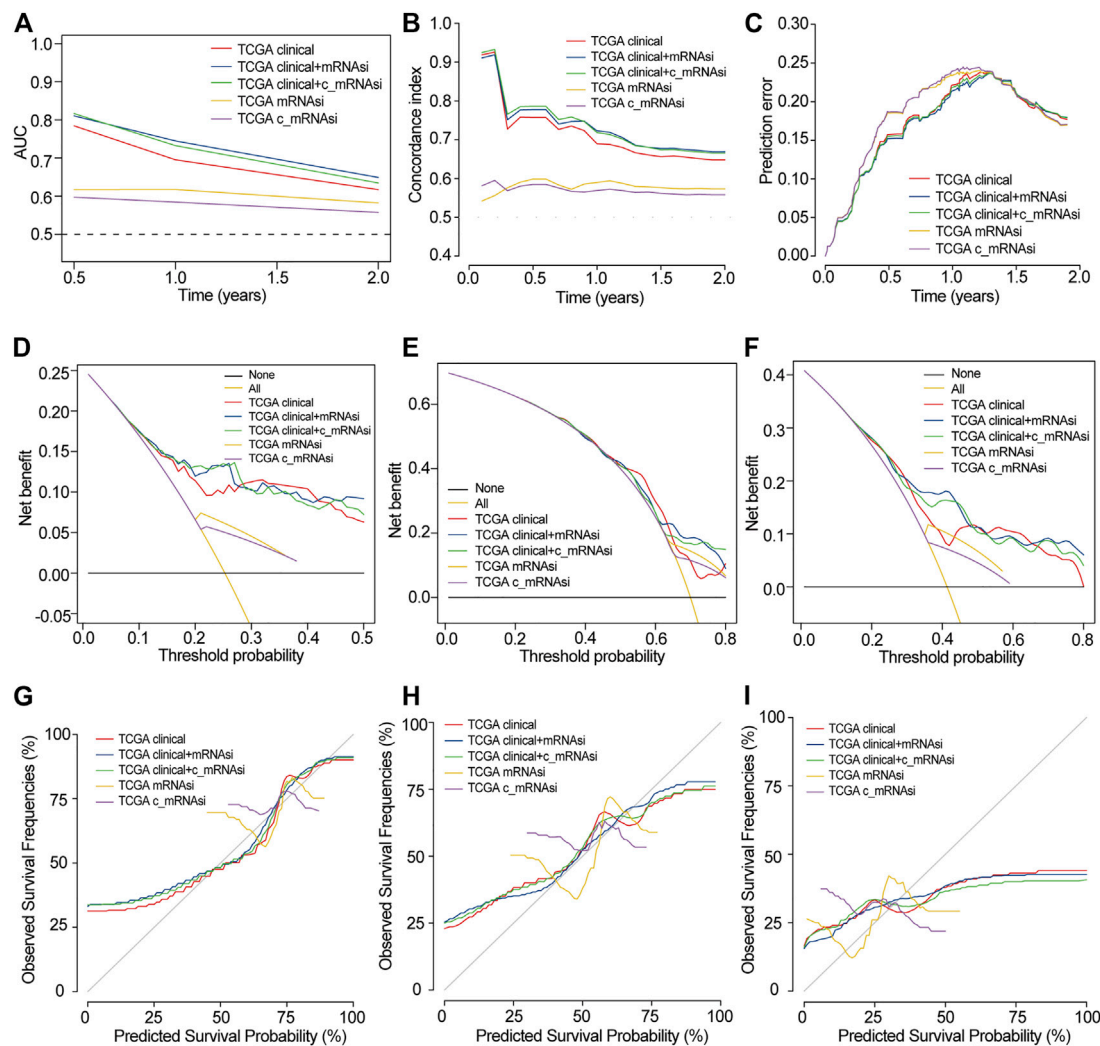 A
AUC
1.0
0.9
0.8
0.7
0.6
0.5
TCGA clinical
TCGA clinical+mRNAsi
TCGA clinical+c_mRNAsi
TCGA mRNAsi
TCGA c_mRNAsi
0.5
1.0
1.5
2.0
Time (years)
B
Concordance index
1.0
0.9
0.8
0.7
0.6
0.5
0.4
TCGA clinical
TCGA clinical+mRNAsi
TCGA clinical+c_mRNAsi
TCGA mRNAsi
TCGA c_mRNAsi
0.0
0.5
1.0
1.5
2.0
Time (years)
C
Prediction error
0.30
0.25
0.20
0.15
0.10
0.05
0.00
TCGA clinical
TCGA clinical+mRNAsi
TCGA clinical+c_mRNAsi
TCGA mRNAsi
TCGA c_mRNAsi
0.0
0.5
1.0
1.5
2.0
Time (years)
D
Net benefit
0.25
0.20
0.15
0.10
0.05
0.00
-0.05
None
All
TCGA clinical
TCGA clinical+mRNAsi
TCGA clinical+c_mRNAsi
TCGA mRNAsi
TCGA c_mRNAsi
0.0
0.1
0.2
0.3
0.4
0.5
Threshold probability
E
Net benefit
0.6
0.4
0.2
0.0
None
All
TCGA clinical
TCGA clinical+mRNAsi
TCGA clinical+c_mRNAsi
TCGA mRNAsi
TCGA c_mRNAsi
0.0
0.2
0.4
0.6
0.8
Threshold probability
F
Net benefit
0.4
0.3
0.2
0.1
0.0
None
All
TCGA clinical
TCGA clinical+mRNAsi
TCGA clinical+c_mRNAsi
TCGA mRNAsi
TCGA c_mRNAsi
0.0
0.2
0.4
0.6
0.8
Threshold probability
G
Observed Survival Frequencies (%)
100
75
50
25
0
TCGA clinical
TCGA clinical+mRNAsi
TCGA clinical+c_mRNAsi
TCGA mRNAsi
TCGA c_mRNAsi
0
25
50
75
100
Predicted Survival Probability (%)
H
Observed Survival Frequencies (%)
100
75
50
25
0
TCGA clinical
TCGA clinical+mRNAsi
TCGA clinical+c_mRNAsi
TCGA mRNAsi
TCGA c_mRNAsi
0
25
50
75
100
Predicted Survival Probability (%)
I
Observed Survival Frequencies (%)
100
75
50
25
0
TCGA clinical
TCGA clinical+mRNAsi
TCGA clinical+c_mRNAsi
TCGA mRNAsi
TCGA c_mRNAsi
0
25
50
75
100
Predicted Survival Probability (%)